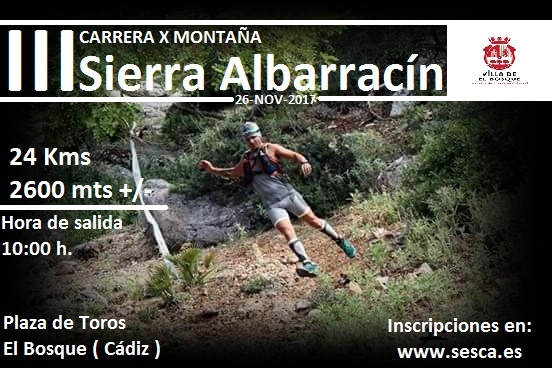 III
CARRERA X MONTAÑA
Sierra Albarracín
26-NOV-2017
VILLA DE
EL BOSQUE
24 Kms
2600 mts +/-
Hora de salida
10:00 h.
Plaza de Toros
El Bosque ( Cádiz )
Inscripciones en:
www.sesca.es